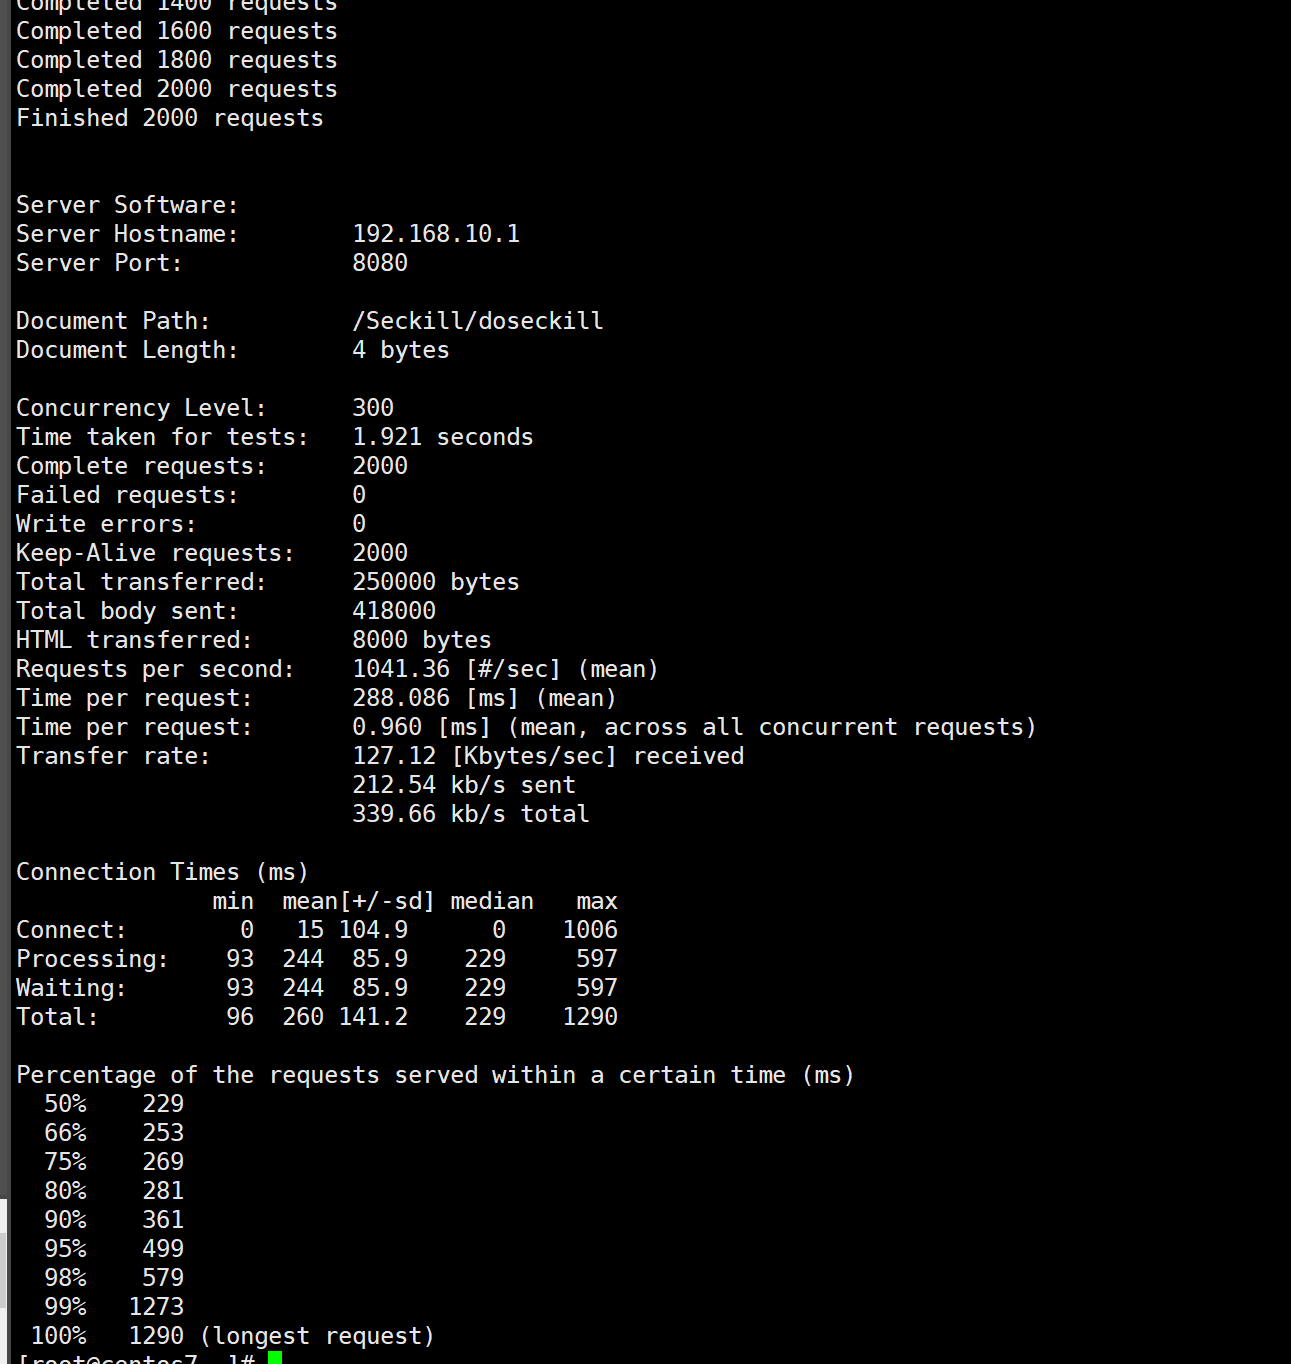 Completed 1400 requests
Completed 1600 requests
Completed 1800 requests
Completed 2000 requests
Finished 2000 requests
Server Software:
Server Hostname:        192.168.10.1
Server Port:            8080
Document Path:          /Seckill/doseckill
Document Length:        4 bytes
Concurrency Level:      300
Time taken for tests:   1.921 seconds
Complete requests:      2000
Failed requests:        0
Write errors:           0
Keep-Alive requests:    2000
Total transferred:      250000 bytes
Total body sent:        418000
HTML transferred:       8000 bytes
Requests per second:    1041.36 [#/sec] (mean)
Time per request:       288.086 [ms] (mean)
Time per request:       0.960 [ms] (mean, across all concurrent requests)
Transfer rate:          127.12 [Kbytes/sec] received
                        212.54 kb/s sent
                        339.66 kb/s total
Connection Times (ms)
              min  mean[+/-sd] median   max
Connect:        0   15 104.9      0    1006
Processing:    93  244  85.9    229     597
Waiting:       93  244  85.9    229     597
Total:         96  260 141.2    229    1290
Percentage of the requests served within a certain time (ms)
  50%    229
  66%    253
  75%    269
  80%    281
  90%    361
  95%    499
  98%    579
  99%   1273
 100%   1290 (longest request)
[root@centos7 ~]#